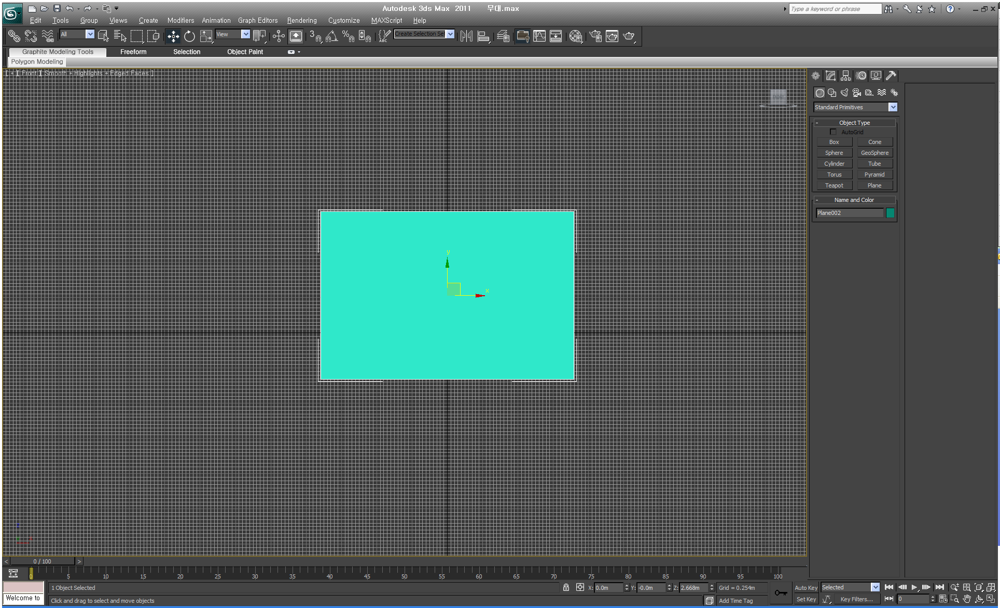 Autodesk 3ds Max 2011 무대.max
Type a keyword or phrase
Edit Tools Group Views Create Modifiers Animation Graph Editors Rendering Customize MAXScript Help
All View 3 ABC Create Selection Se
Graphite Modeling Tools Freeform Selection Object Paint
Polygon Modeling
[ + ] [ Front ] [ Smooth + Highlights + Edged Faces ]
FRONT
Standard Primitives
- Object Type
AutoGrid
Box Cone
Sphere GeoSphere
Cylinder Tube
Torus Pyramid
Teapot Plane
- Name and Color
Plane002
y
x
< 0 / 100 >
0 5 10 15 20 25 30 35 40 45 50 55 60 65 70 75 80 85 90 95 100
1 Object Selected X: 0.0m Y: -0.0m Z: 2.668m Grid = 0.254m Auto Key Selected
Welcome to Click and drag to select and move objects Add Time Tag Set Key Key Filters... 0